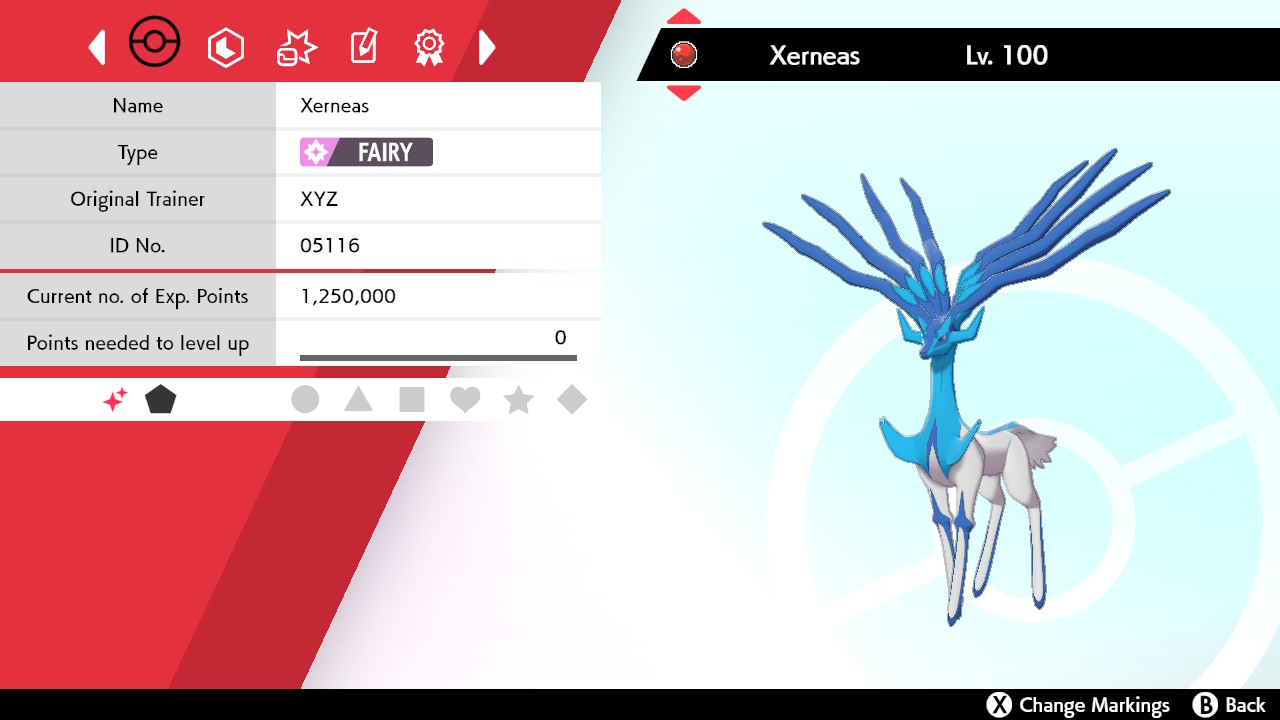 Xerneas Lv. 100
Name Xerneas
Type FAIRY
Original Trainer XYZ
ID No. 05116
Current no. of Exp. Points 1,250,000
Points needed to level up 0
X Change Markings B Back